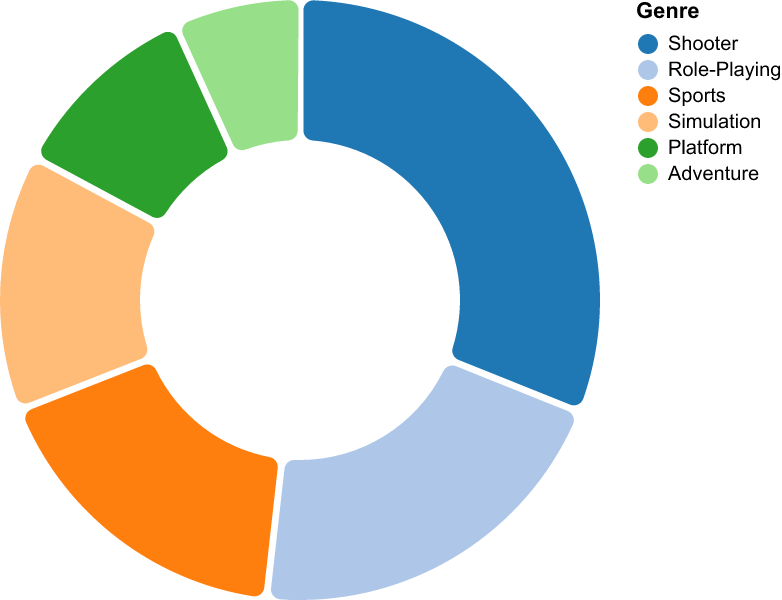 Genre
Shooter
Role-Playing
Sports
Simulation
Platform
Adventure